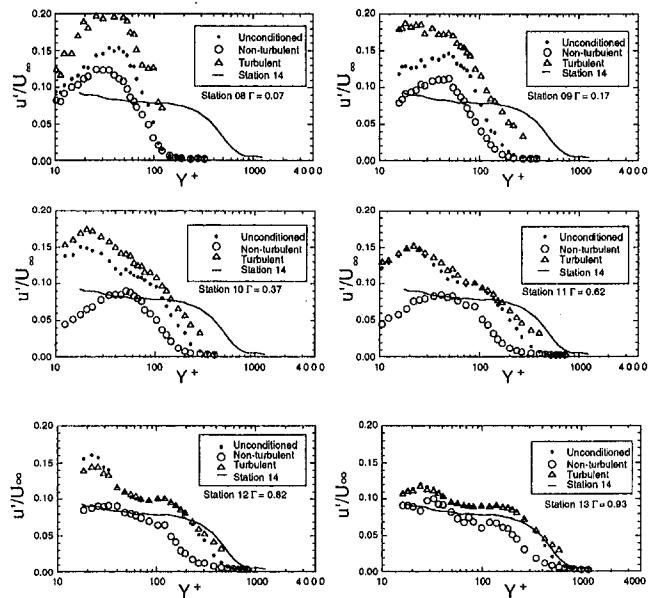 u'/U∞
0.20
0.15
0.10
0.05
0.00
Unconditioned
Non-turbulent
Turbulent
Station 14
Station 08 Γ = 0.07
10 100 1000 4000
Y+
u'/U∞
0.20
0.15
0.10
0.05
0.00
Unconditioned
Non-turbulent
Turbulent
Station 14
Station 09 Γ = 0.17
10 100 1000 4000
Y+
u'/U∞
0.20
0.15
0.10
0.05
0.00
Unconditioned
Non-turbulent
Turbulent
Station 14
Station 10 Γ = 0.37
10 100 1000 4000
Y+
u'/U∞
0.20
0.15
0.10
0.05
0.00
Unconditioned
Non-turbulent
Turbulent
Station 14
Station 11 Γ = 0.62
10 100 1000 4000
Y+
u'/U∞
0.20
0.15
0.10
0.05
0.00
Unconditioned
Non-turbulent
Turbulent
Station 14
Station 12 Γ = 0.82
10 100 1000 4000
Y+
u'/U∞
0.20
0.15
0.10
0.05
0.00
Unconditioned
Non-turbulent
Turbulent
Station 14
Station 13 Γ = 0.93
10 100 1000 4000
Y+